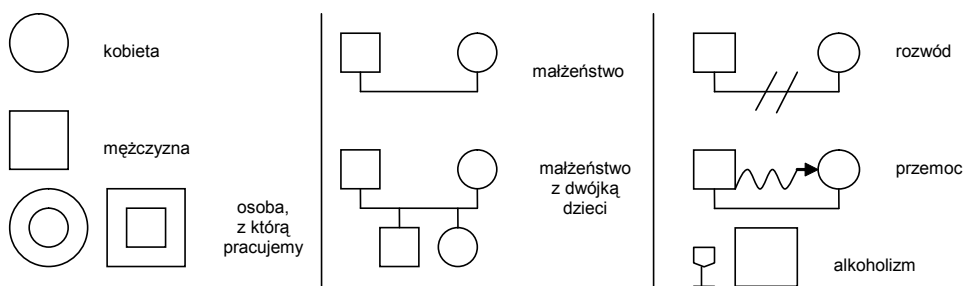 kobieta
mężczyzna
osoba,
z którą
pracujemy
małżeństwo
małżeństwo
z dwójką
dzieci
rozwód
przemoc
alkoholizm